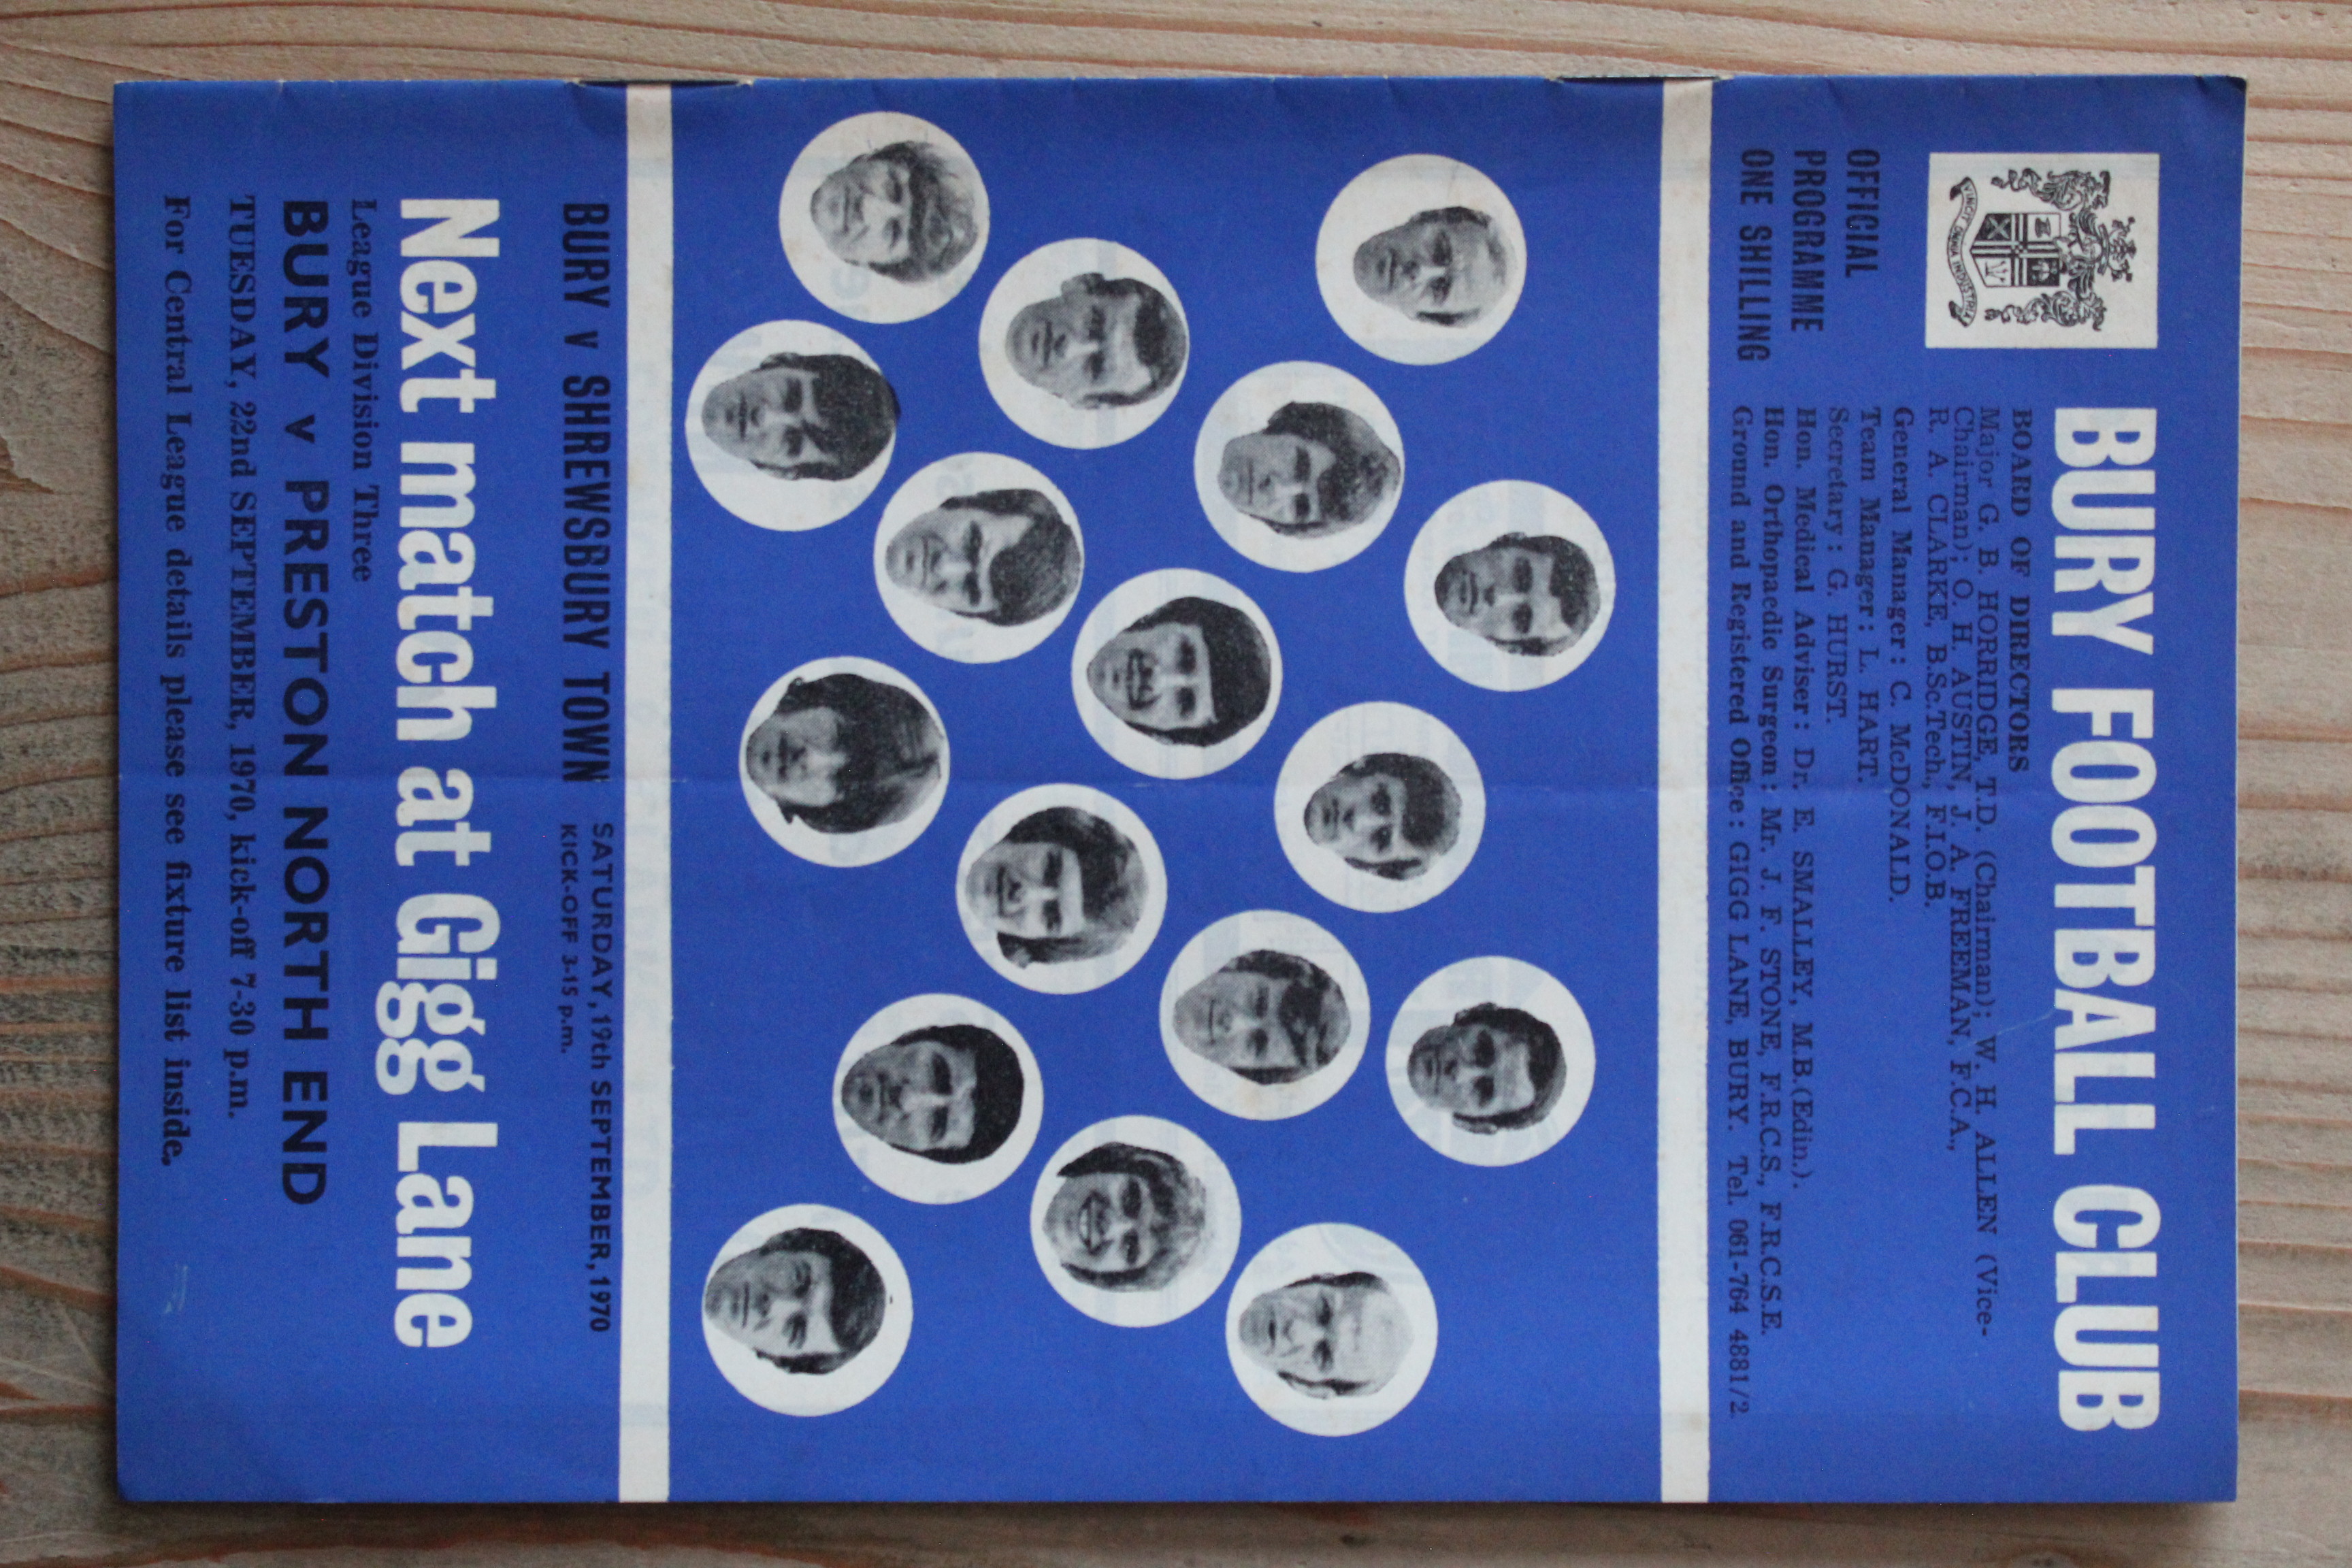 BURY FOOTBALL CLUB
VINCIT OMNIA INDUSTRIA
OFFICIAL
PROGRAMME
ONE SHILLING
BOARD OF DIRECTORS
Major G. B. HORRIDGE, T.D. (Chairman); W. H. ALLEN (Vice-
Chairman); O. H. AUSTIN, J. A. FREEMAN, F.C.A.,
R. A. CLARKE, B.Sc.Tech., F.I.O.B.
General Manager: C. McDONALD.
Team Manager: L. HART.
Secretary: G. HURST.
Hon. Medical Adviser: Dr. E. SMALLEY, M.B.(Edin.).
Hon. Orthopaedic Surgeon: Mr. J. F. STONE, F.R.C.S., F.R.C.S.E.
Ground and Registered Office: GIGG LANE, BURY. Tel. 061-764 4881/2
BURY v SHREWSBURY TOWN
SATURDAY, 19th SEPTEMBER, 1970
KICK-OFF 3-15 p.m.
Next match at Gigg Lane
League Division Three
BURY v PRESTON NORTH END
TUESDAY, 22nd SEPTEMBER, 1970, kick-off 7-30 p.m.
For Central League details please see fixture list inside.